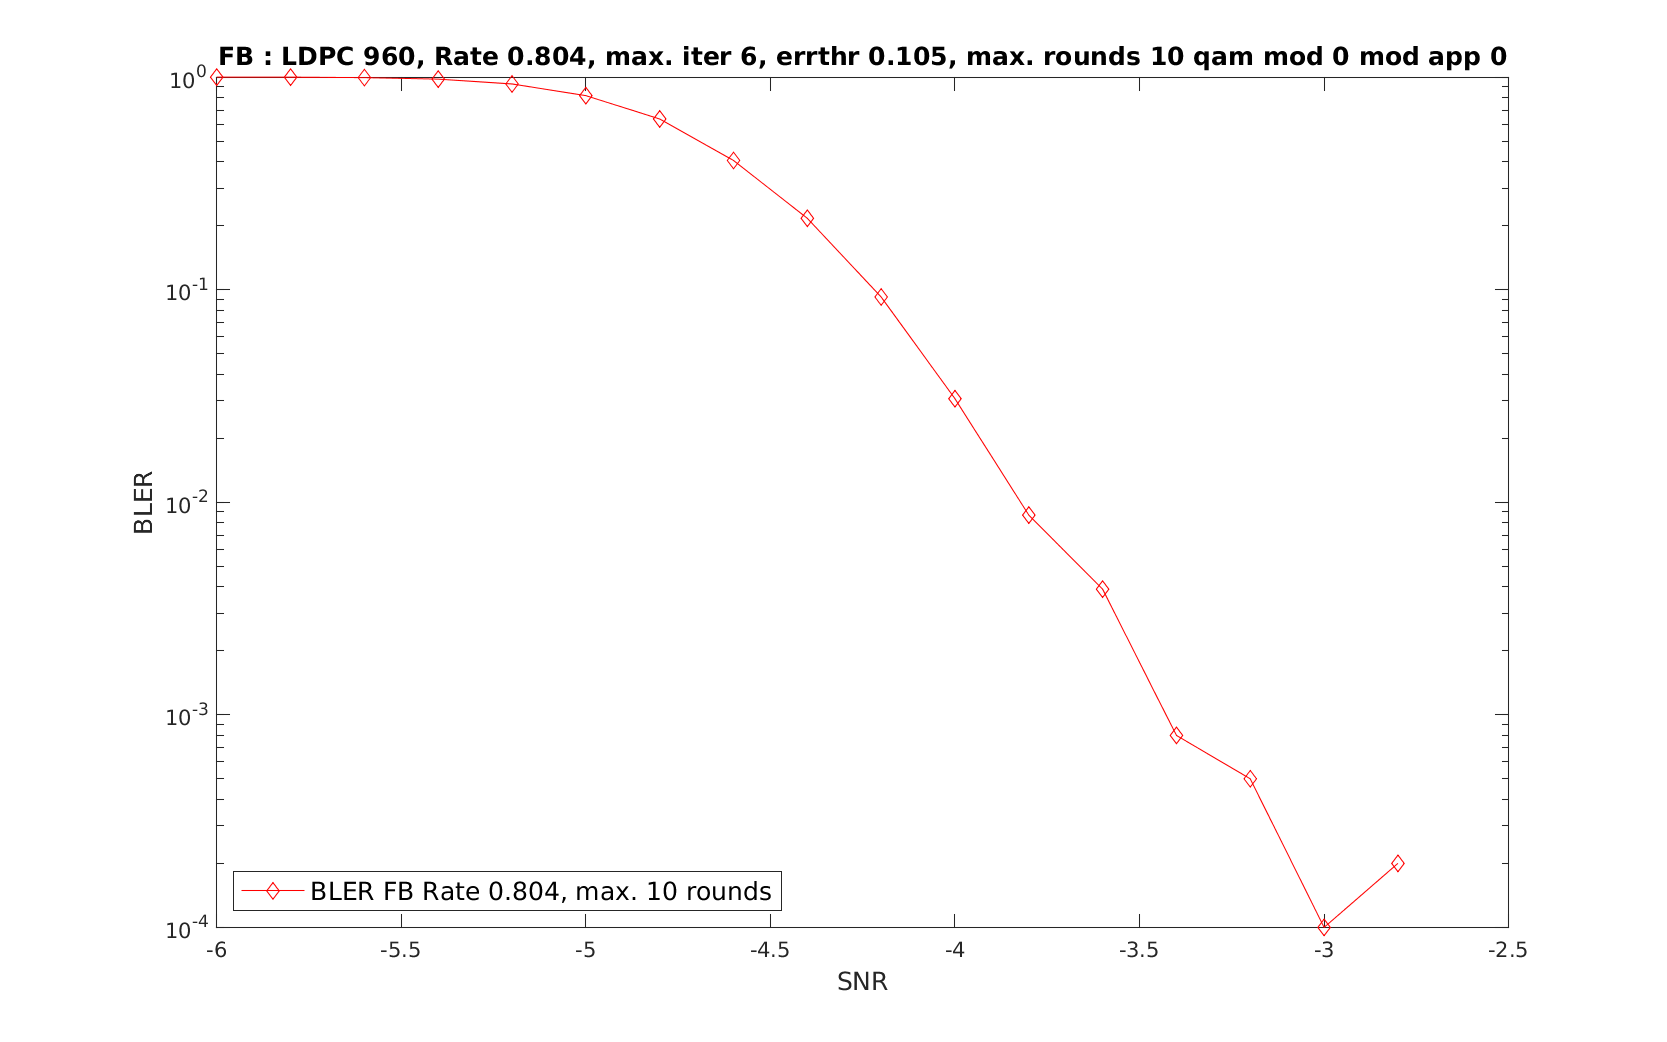 FB : LDPC 960, Rate 0.804, max. iter 6, errthr 0.105, max. rounds 10 qam mod 0 mod app 0
10^0
10^-1
10^-2
10^-3
10^-4
BLER
BLER FB Rate 0.804, max. 10 rounds
-6 -5.5 -5 -4.5 -4 -3.5 -3 -2.5
SNR